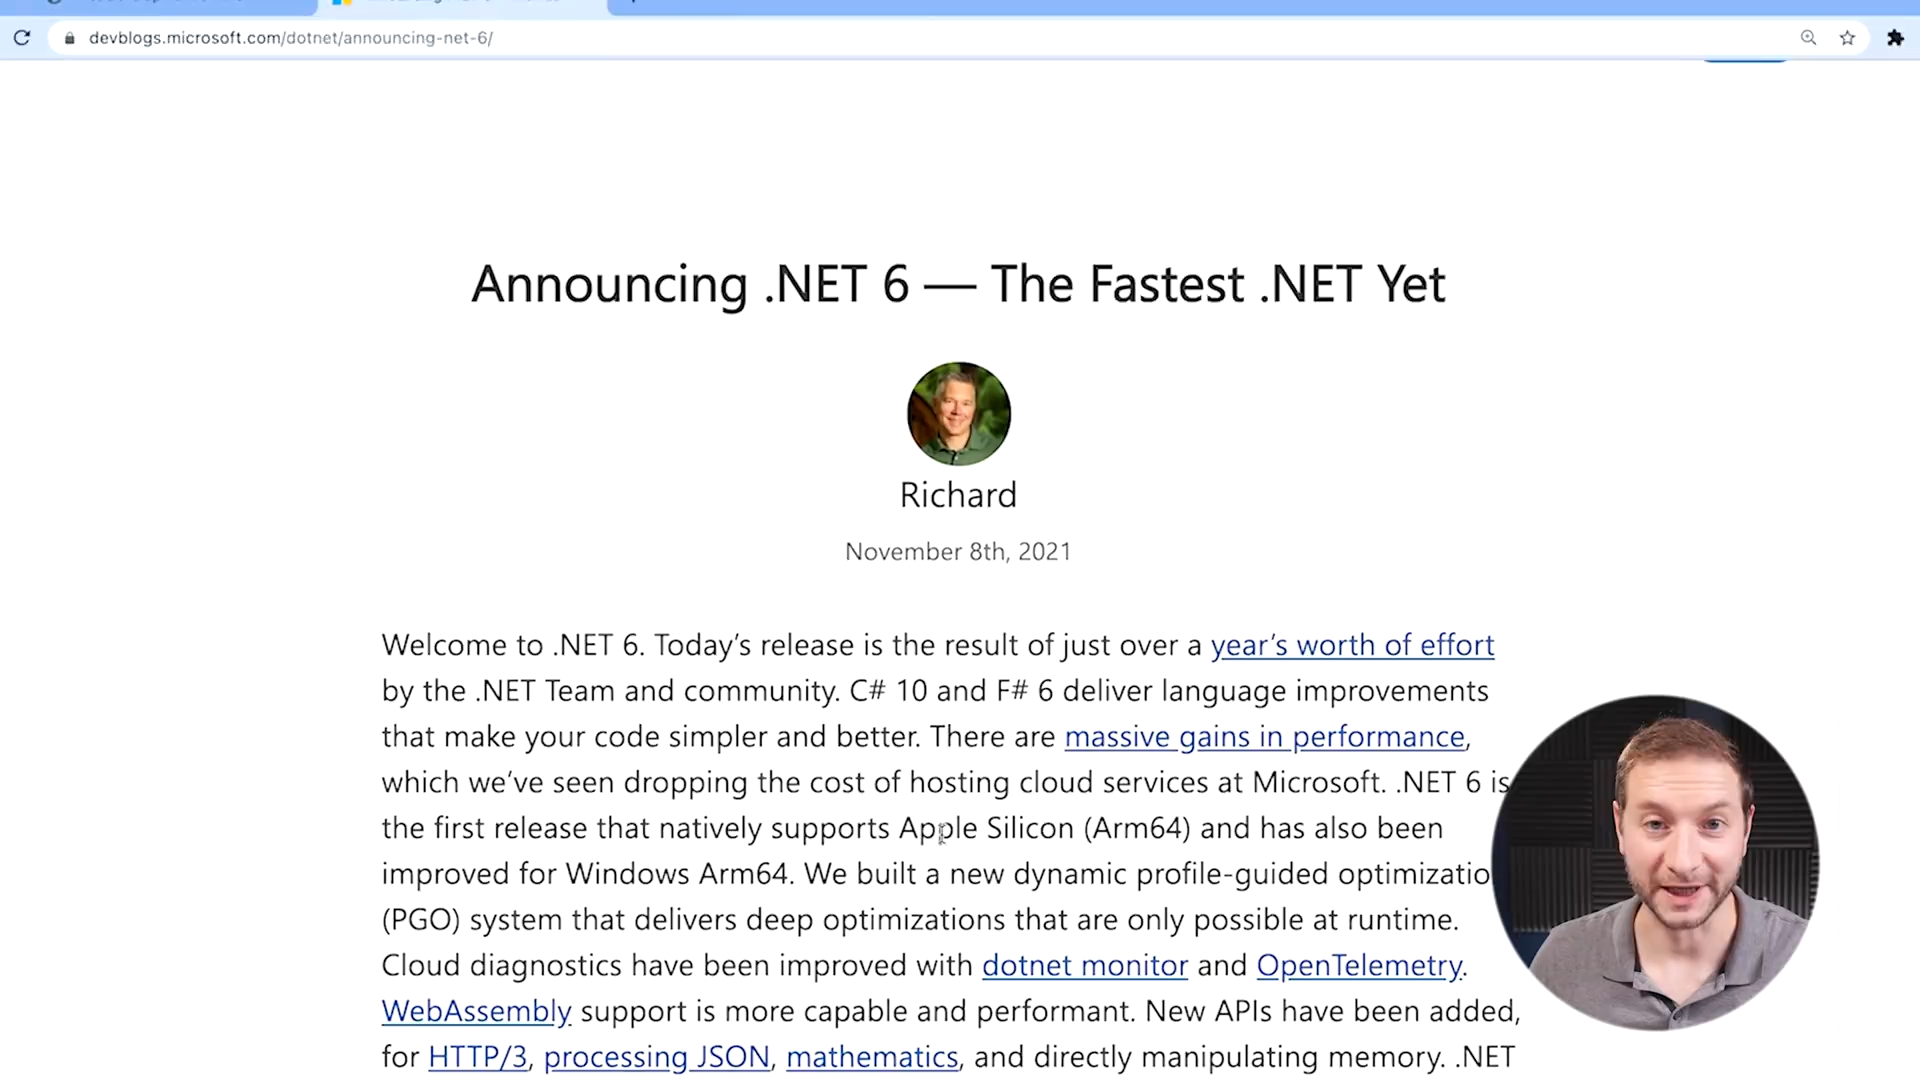 devblogs.microsoft.com/dotnet/announcing-net-6/
Announcing .NET 6 — The Fastest .NET Yet
Richard
November 8th, 2021
Welcome to .NET 6. Today’s release is the result of just over a year’s worth of effort
by the .NET Team and community. C# 10 and F# 6 deliver language improvements
that make your code simpler and better. There are massive gains in performance,
which we’ve seen dropping the cost of hosting cloud services at Microsoft. .NET 6 is
the first release that natively supports Apple Silicon (Arm64) and has also been
improved for Windows Arm64. We built a new dynamic profile-guided optimizatio
(PGO) system that delivers deep optimizations that are only possible at runtime.
Cloud diagnostics have been improved with dotnet monitor and OpenTelemetry.
WebAssembly support is more capable and performant. New APIs have been added,
for HTTP/3, processing JSON, mathematics, and directly manipulating memory. .NET